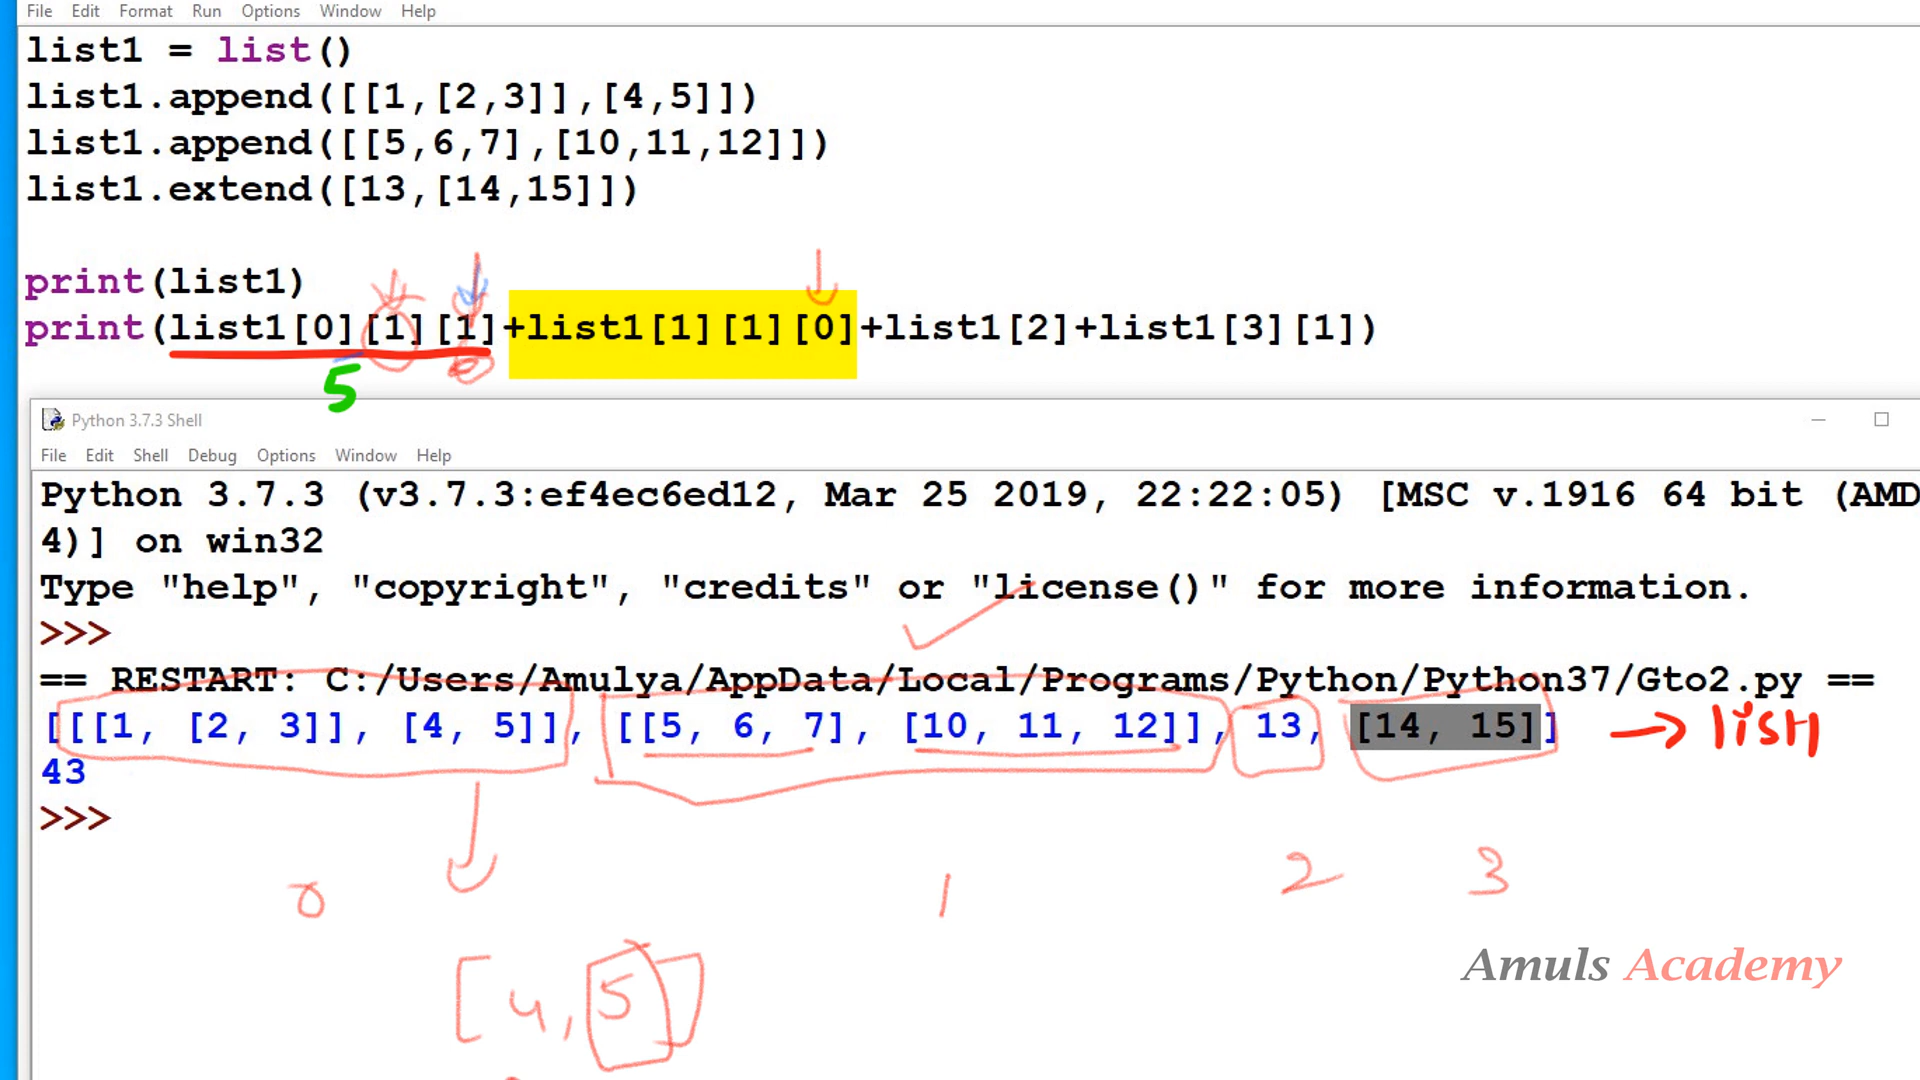 File Edit Format Run Options Window Help
list1 = list()
list1.append([[1,[2,3]],[4,5]])
list1.append([[5,6,7],[10,11,12]])
list1.extend([13,[14,15]])
print(list1)
print(list1[0][1][1]+list1[1][1][0]+list1[2]+list1[3][1])
5
Python 3.7.3 Shell
File Edit Shell Debug Options Window Help
Python 3.7.3 (v3.7.3:ef4ec6ed12, Mar 25 2019, 22:22:05) [MSC v.1916 64 bit (AMD
4)] on win32
Type "help", "copyright", "credits" or "license()" for more information.
>>>
== RESTART: C:/Users/Amulya/AppData/Local/Programs/Python/Python37/Gto2.py ==
[[[1, [2, 3]], [4, 5]], [[5, 6, 7], [10, 11, 12]], 13, [14, 15]] → list1
43
>>>
0 1 2 3
[4,5]
Amuls Academy